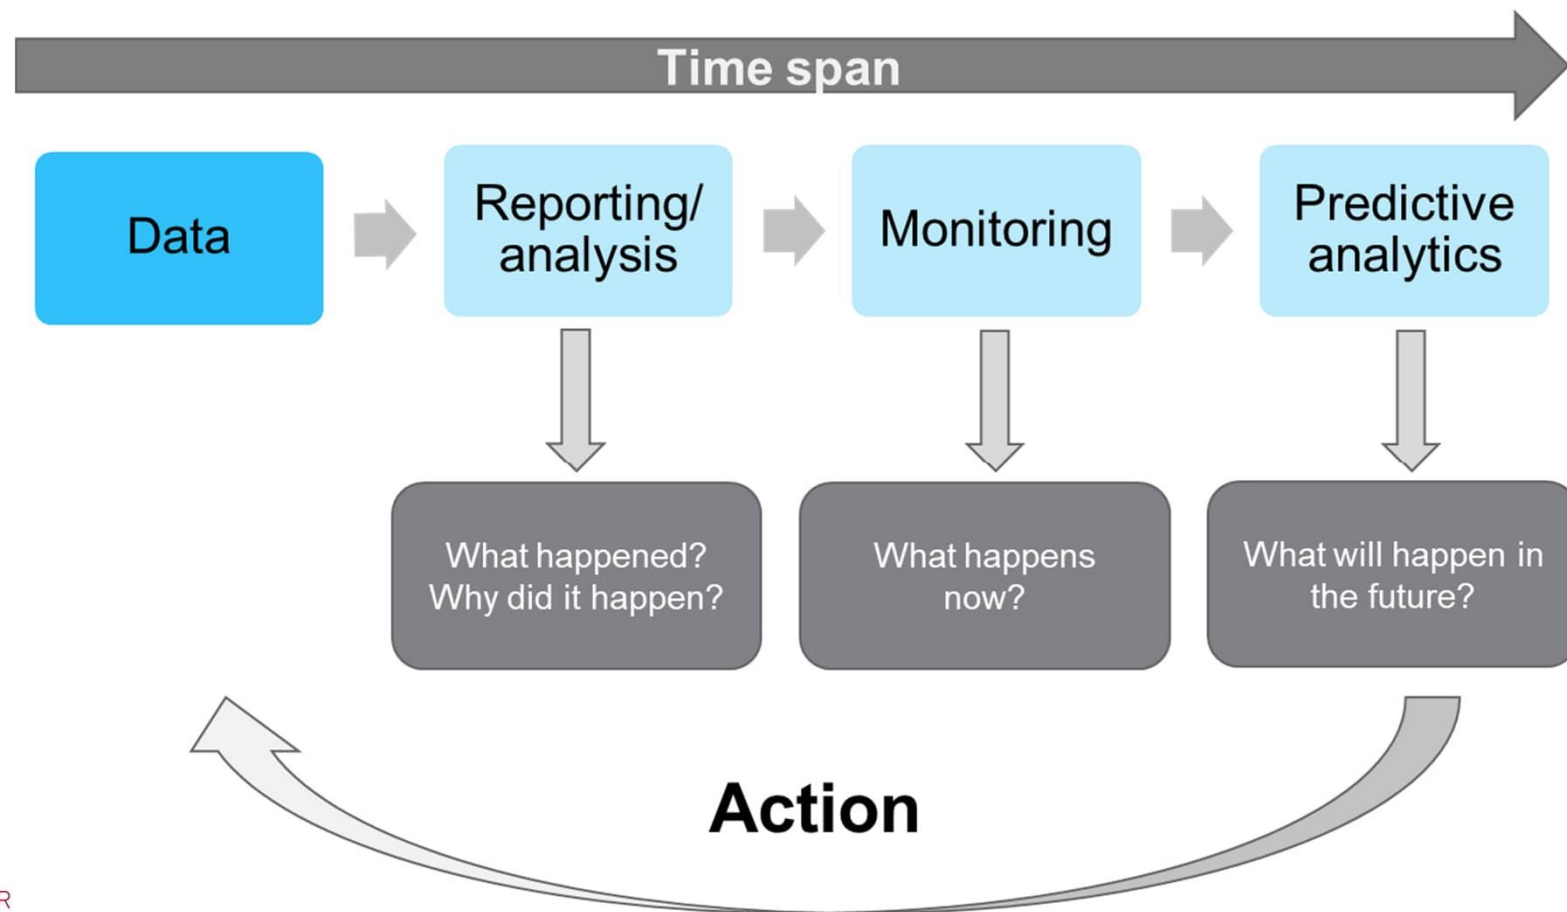 Time span
Data
Reporting/
analysis
Monitoring
Predictive
analytics
What happened?
Why did it happen?
What happens
now?
What will happen in
the future?
Action
R